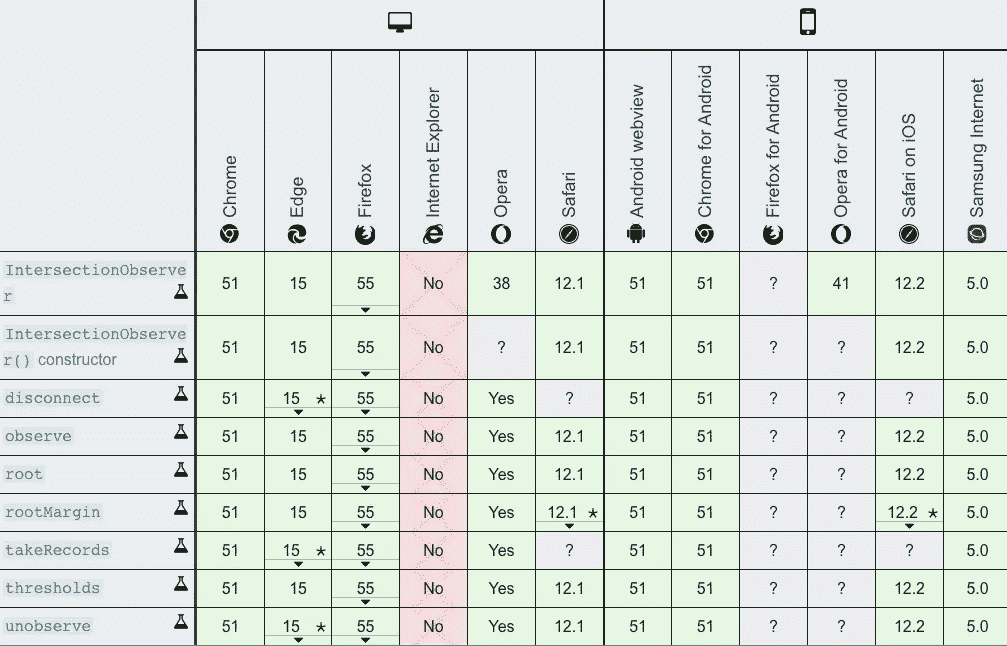 Chrome
Edge
Firefox
Internet Explorer
Opera
Safari
Android webview
Chrome for Android
Firefox for Android
Opera for Android
Safari on iOS
Samsung Internet
IntersectionObserve
r
51 15 55 No 38 12.1 51 51 ? 41 12.2 5.0
IntersectionObserve
r() constructor
51 15 55 No ? 12.1 51 51 ? ? 12.2 5.0
disconnect 51 15 * 55 No Yes ? 51 51 ? ? ? 5.0
observe 51 15 55 No Yes 12.1 51 51 ? ? 12.2 5.0
root 51 15 55 No Yes 12.1 51 51 ? ? 12.2 5.0
rootMargin 51 15 55 No Yes 12.1 * 51 51 ? ? 12.2 * 5.0
takeRecords 51 15 * 55 No Yes ? 51 51 ? ? ? 5.0
thresholds 51 15 55 No Yes 12.1 51 51 ? ? 12.2 5.0
unobserve 51 15 * 55 No Yes 12.1 51 51 ? ? 12.2 5.0